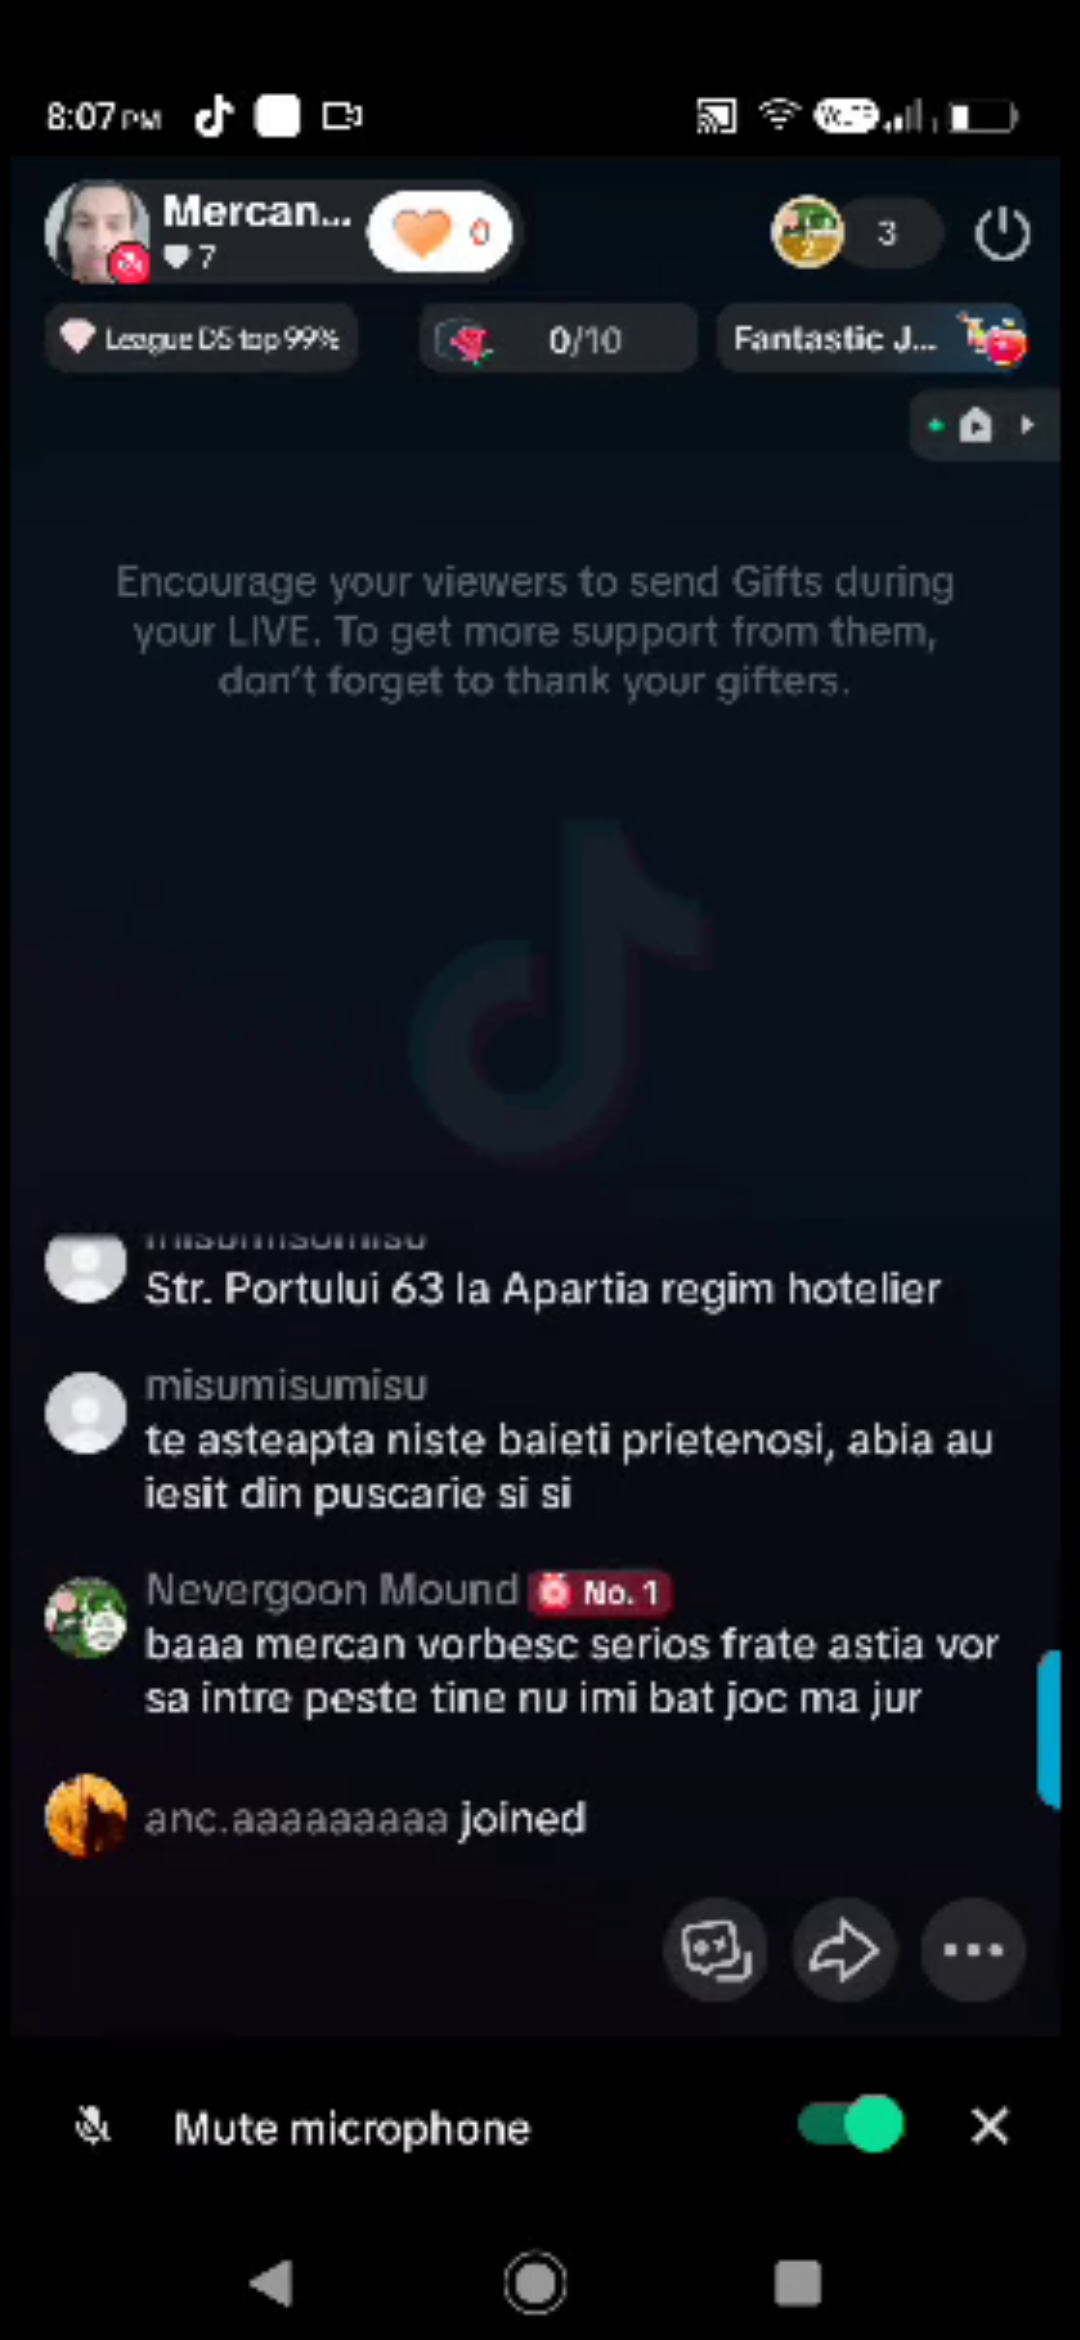 8:07 PM
Mercan...
7
0
3
League D5 top 99%
0/10
Fantastic J...
Encourage your viewers to send Gifts during
your LIVE. To get more support from them,
don't forget to thank your gifters.
misumisumisu
Str. Portului 63 la Apartia regim hotelier
misumisumisu
te asteapta niste baieti prietenosi, abia au
iesit din puscarie si si
Nevergoon Mound No. 1
baaa mercan vorbesc serios frate astia vor
sa intre peste tine nu imi bat joc ma jur
anc.aaaaaaaaa joined
Mute microphone